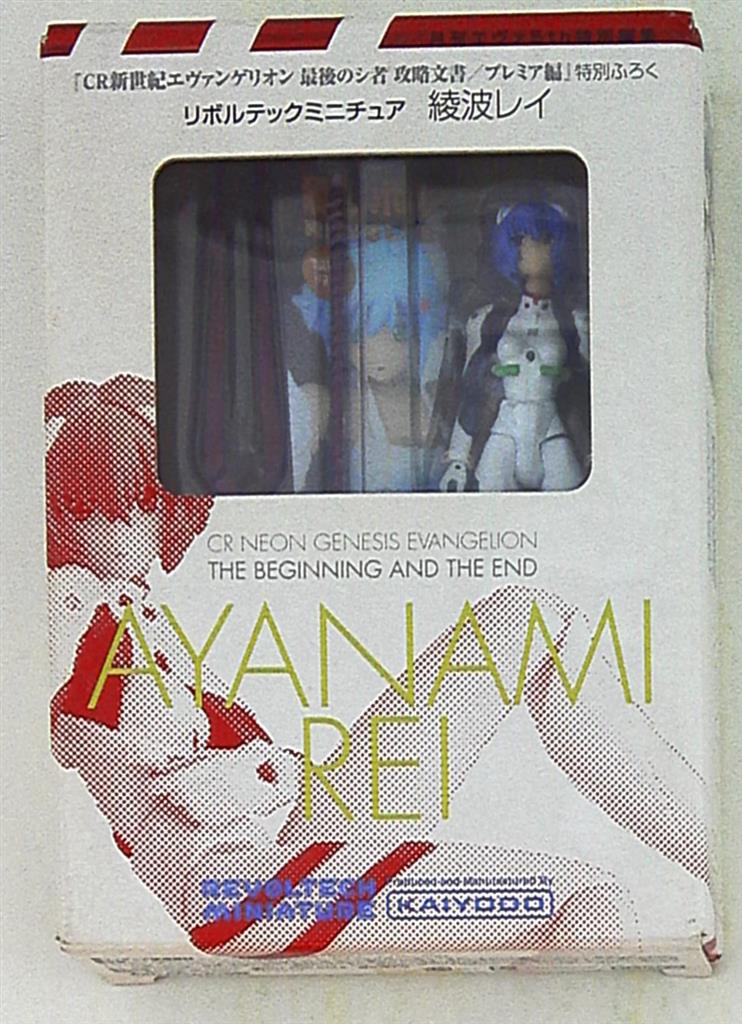 『CR新世紀エヴァンゲリオン 最後のシ者 攻略文書/プレミア編』特別ふろく
リボルテックミニチュア 綾波レイ
CR NEON GENESIS EVANGELION
THE BEGINNING AND THE END
AYANAMI
REI
REVOLTECH
MINIATURE
and Manufactured By
KAIYODO